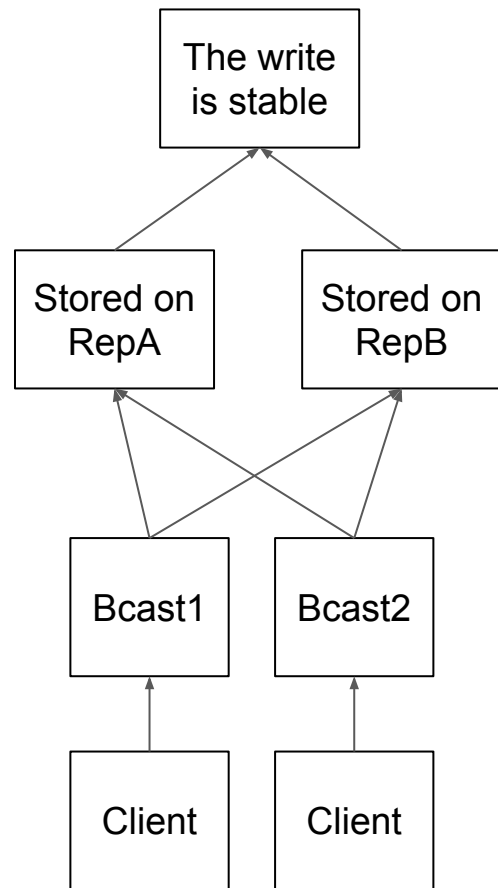 The write
is stable
Stored on
RepA
Stored on
RepB
Bcast1
Bcast2
Client
Client